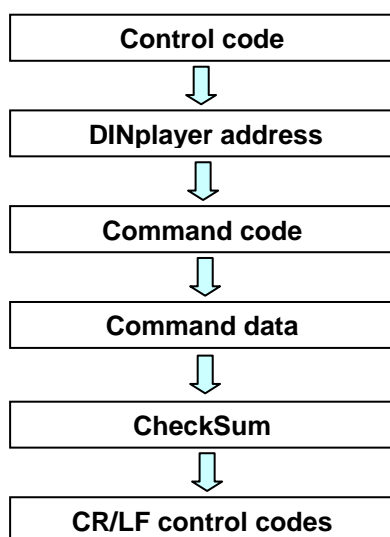 Control code
DINplayer address
Command code
Command data
CheckSum
CR/LF control codes